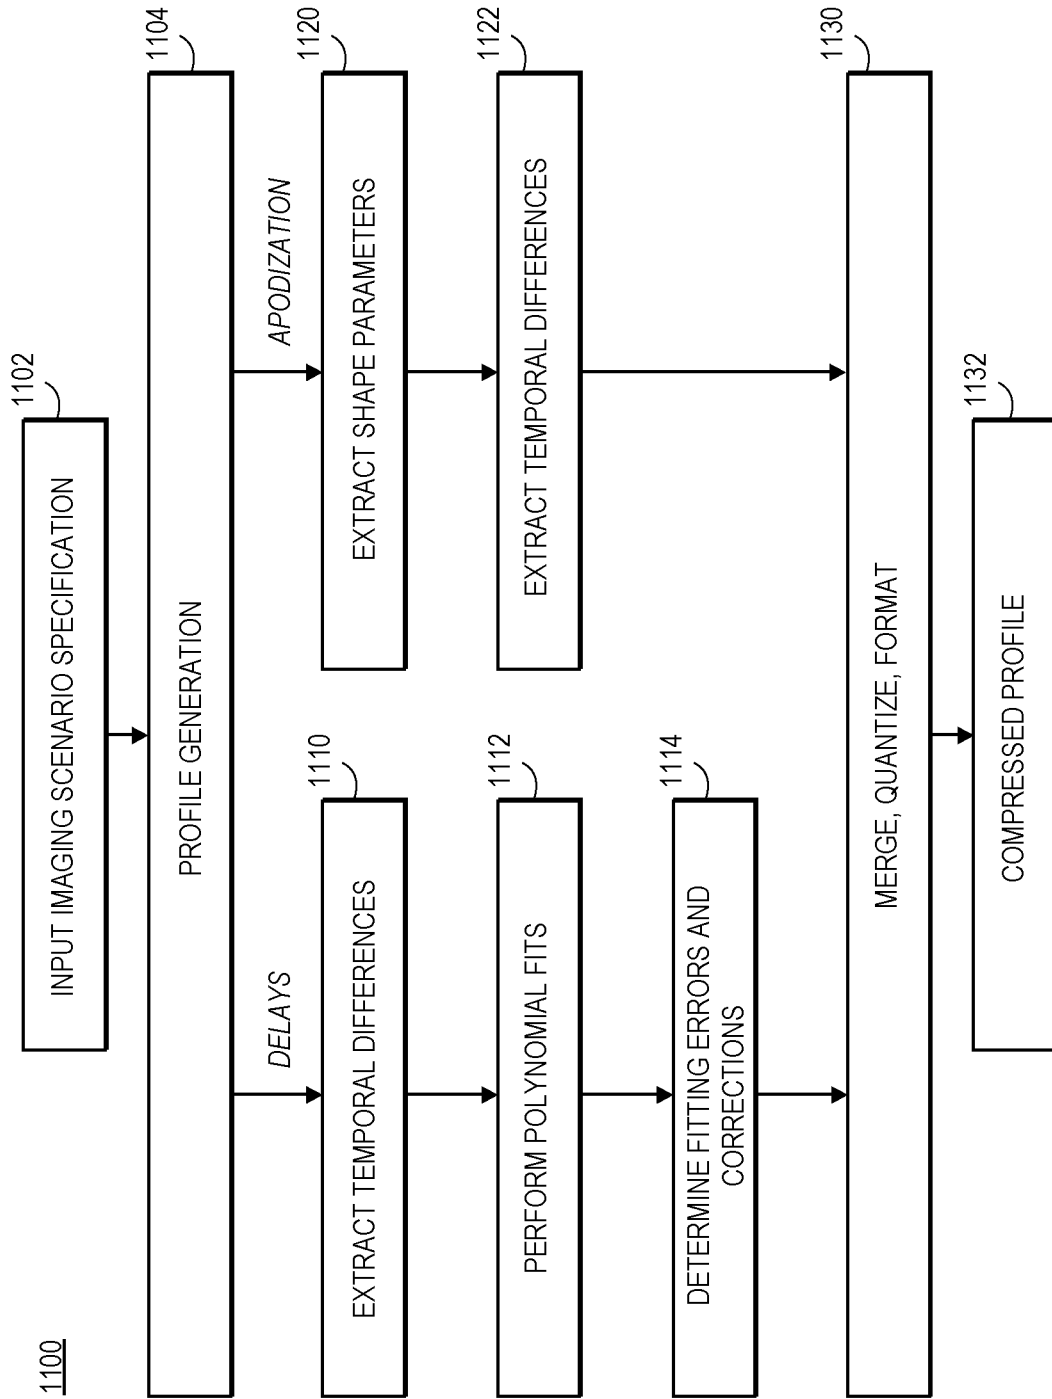 1100
1102
INPUT IMAGING SCENARIO SPECIFICATION
1104
PROFILE GENERATION
DELAYS
1110
EXTRACT TEMPORAL DIFFERENCES
1112
PERFORM POLYNOMIAL FITS
1114
DETERMINE FITTING ERRORS AND
CORRECTIONS
APODIZATION
1120
EXTRACT SHAPE PARAMETERS
1122
EXTRACT TEMPORAL DIFFERENCES
1130
MERGE, QUANTIZE, FORMAT
1132
COMPRESSED PROFILE